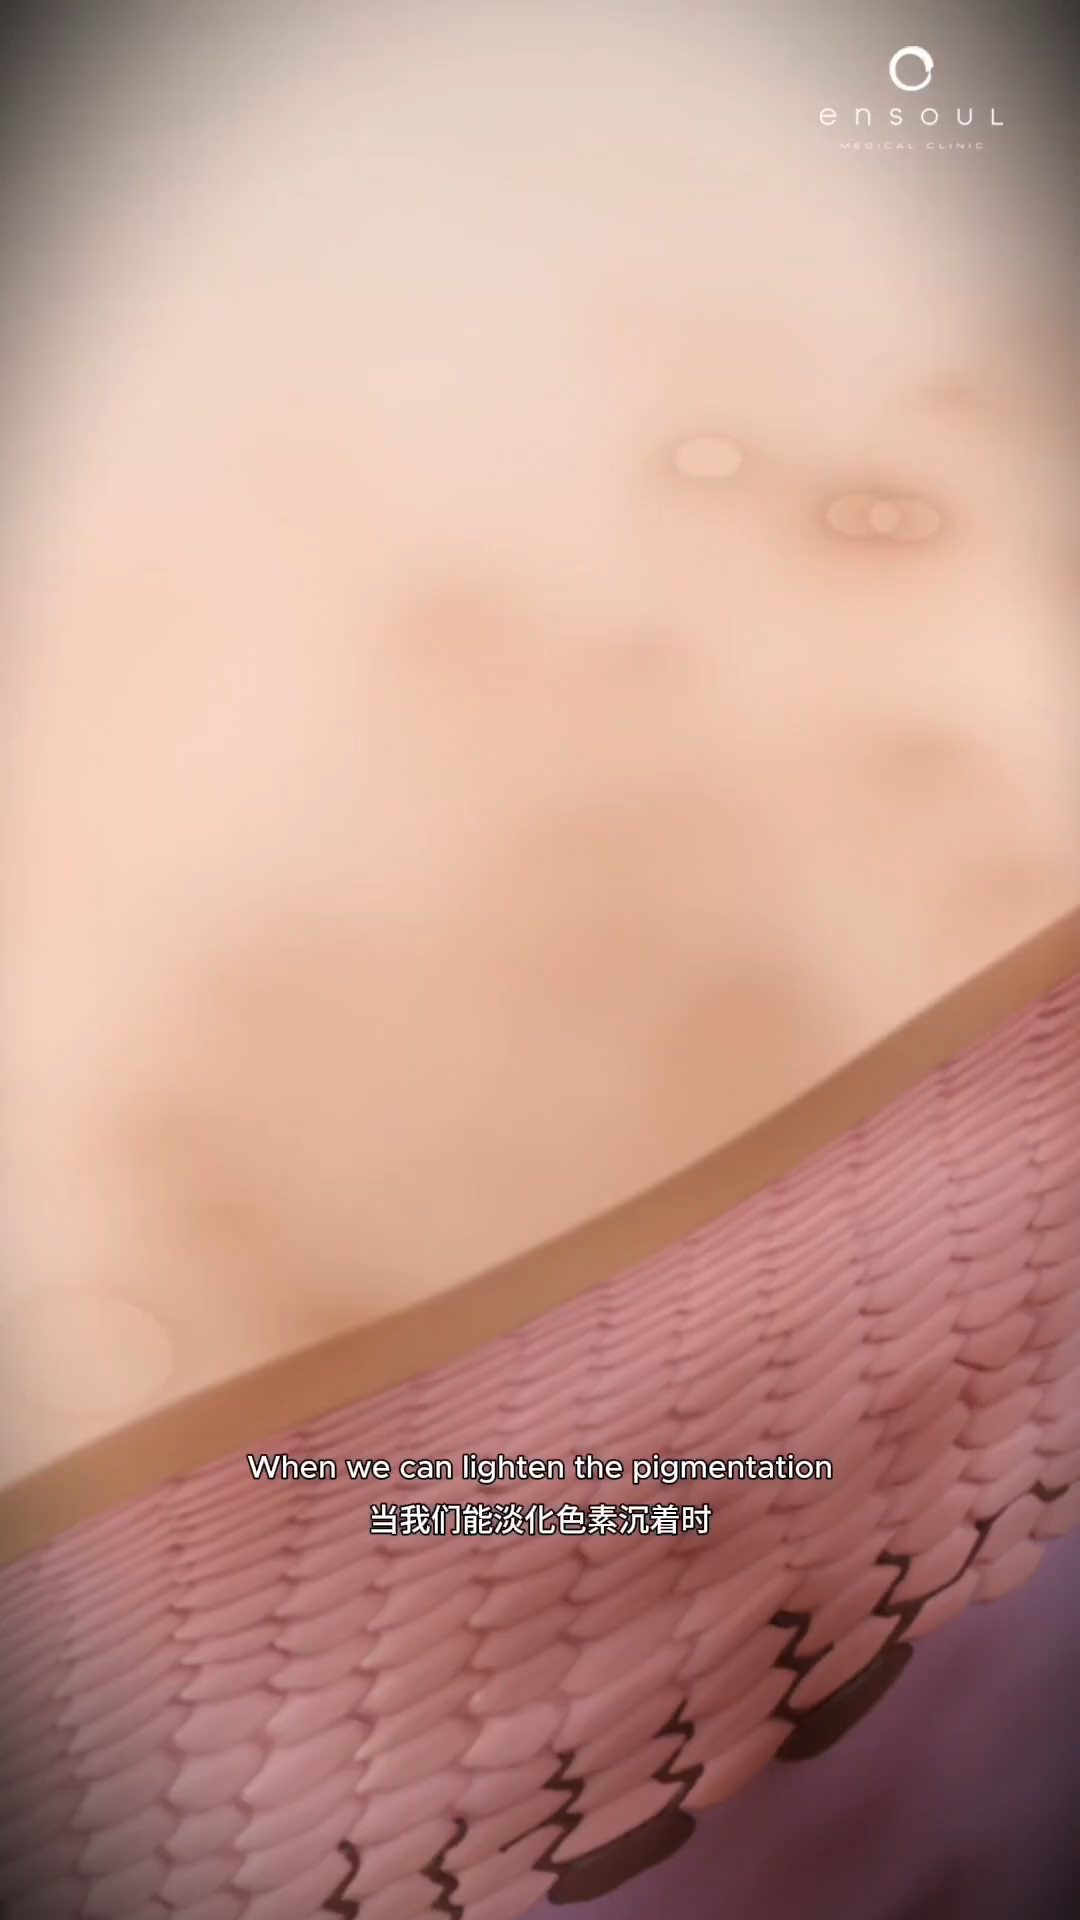 ensoul
MEDICAL CLINIC
When we can lighten the pigmentation
当我们能淡化色素沉着时